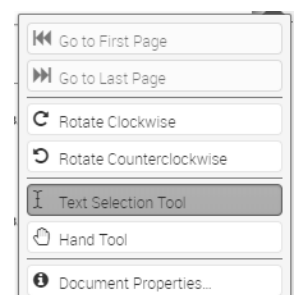 Go to First Page
Go to Last Page
Rotate Clockwise
Rotate Counterclockwise
Text Selection Tool
Hand Tool
Document Properties...